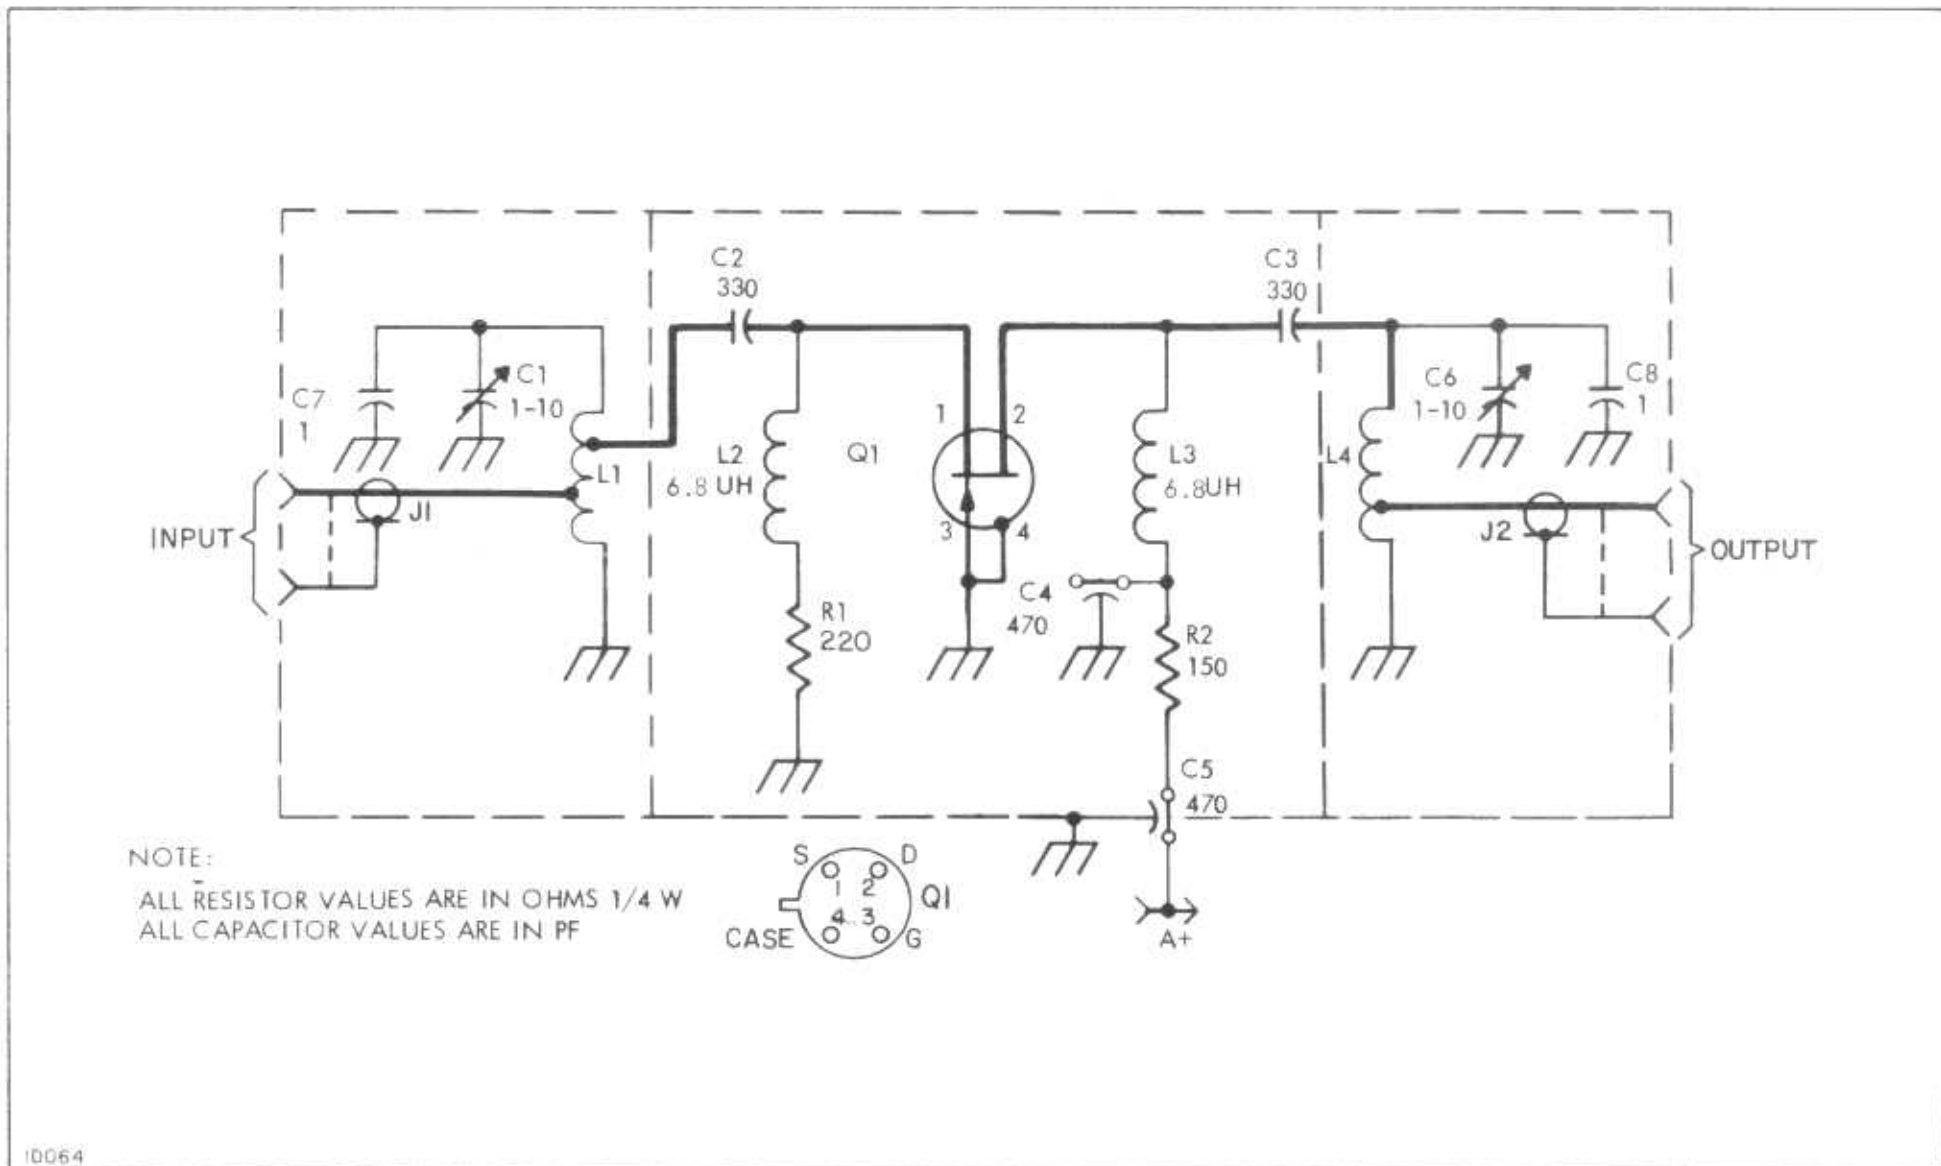 C2
330
C3
330
C7
1
C1
1-10
L1
J1
INPUT
L2
6.8 UH
Q1
1
2
3
4
L3
6.8UH
L4
C6
1-10
C8
1
J2
OUTPUT
R1
220
C4
470
R2
150
C5
470
A+
NOTE:
ALL RESISTOR VALUES ARE IN OHMS 1/4 W
ALL CAPACITOR VALUES ARE IN PF
S
D
1
2
4
3
Q1
CASE
G
10064